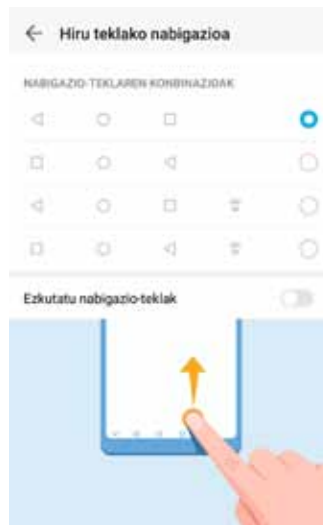 Hiru teklako nabigazioa
NABIGAZIO-TEKLAREN KONBINAZIOAK
Ezkutatu nabigazio-teklak